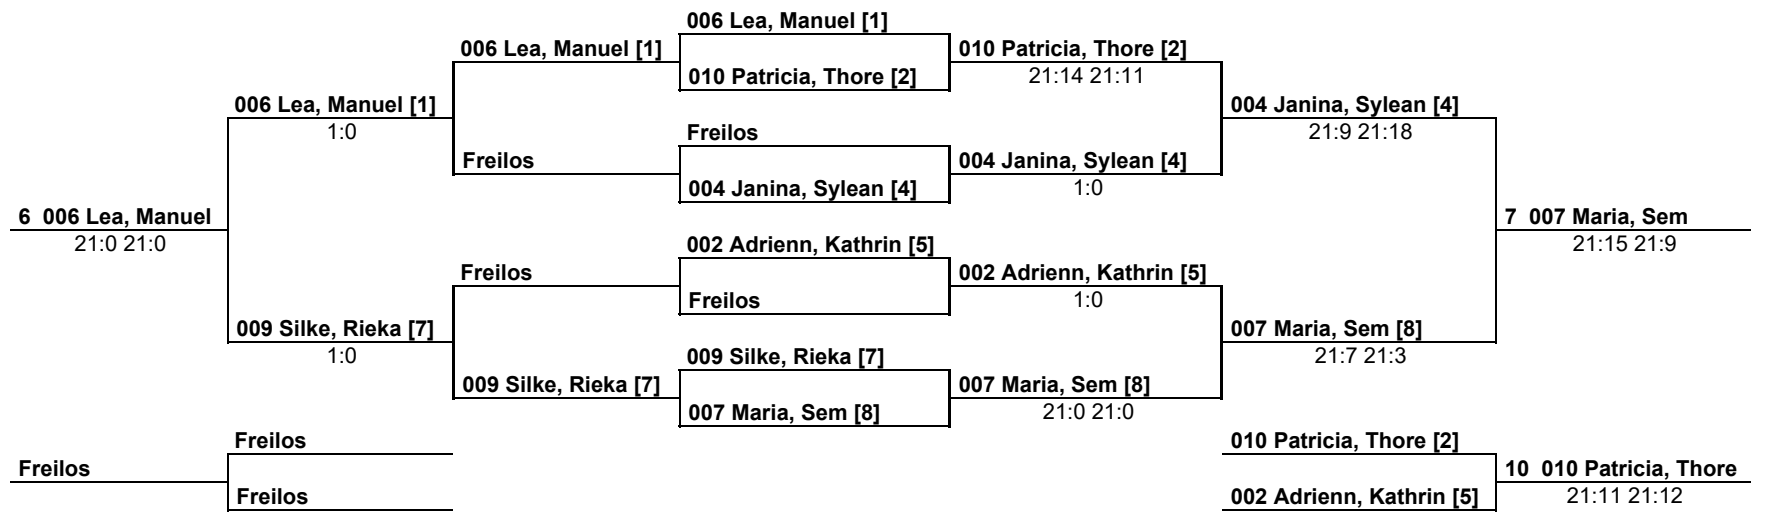 006 Lea, Manuel [1]
006 Lea, Manuel [1]
010 Patricia, Thore [2]
010 Patricia, Thore [2]
21:14 21:11
006 Lea, Manuel [1]
1:0
004 Janina, Sylean [4]
21:9 21:18
Freilos
Freilos
004 Janina, Sylean [4]
004 Janina, Sylean [4]
1:0
6 006 Lea, Manuel
21:0 21:0
7 007 Maria, Sem
21:15 21:9
002 Adrienn, Kathrin [5]
Freilos
002 Adrienn, Kathrin [5]
Freilos
1:0
009 Silke, Rieka [7]
1:0
007 Maria, Sem [8]
21:7 21:3
009 Silke, Rieka [7]
009 Silke, Rieka [7]
007 Maria, Sem [8]
007 Maria, Sem [8]
21:0 21:0
Freilos
Freilos
Freilos
010 Patricia, Thore [2]
10 010 Patricia, Thore
002 Adrienn, Kathrin [5]
21:11 21:12